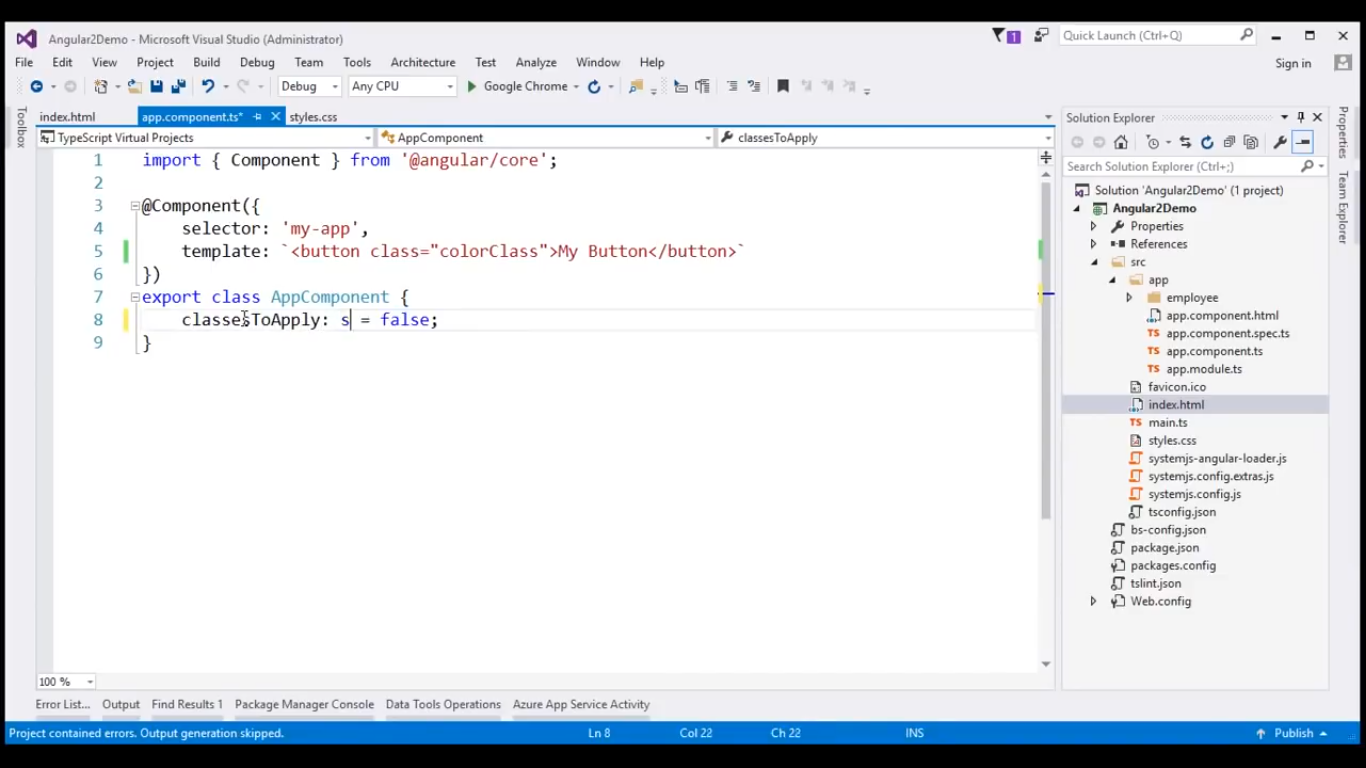 Angular2Demo - Microsoft Visual Studio (Administrator)
1
Quick Launch (Ctrl+Q)
File Edit View Project Build Debug Team Tools Architecture Test Analyze Window Help
Sign in
Debug Any CPU Google Chrome
Toolbox
index.html app.component.ts* styles.css
TypeScript Virtual Projects AppComponent classesToApply
1 import { Component } from '@angular/core';
2
3 @Component({
4 selector: 'my-app',
5 template: `<button class="colorClass">My Button</button>`
6 })
7 export class AppComponent {
8 classesToApply: s = false;
9 }
100 %
Solution Explorer
Search Solution Explorer (Ctrl+;)
Solution 'Angular2Demo' (1 project)
Angular2Demo
Properties
References
src
app
employee
app.component.html
app.component.spec.ts
app.component.ts
app.module.ts
favicon.ico
index.html
main.ts
styles.css
systemjs-angular-loader.js
systemjs.config.extras.js
systemjs.config.js
tsconfig.json
bs-config.json
package.json
packages.config
tslint.json
Web.config
Properties
Team Explorer
Error List... Output Find Results 1 Package Manager Console Data Tools Operations Azure App Service Activity
Project contained errors. Output generation skipped. Ln 8 Col 22 Ch 22 INS Publish